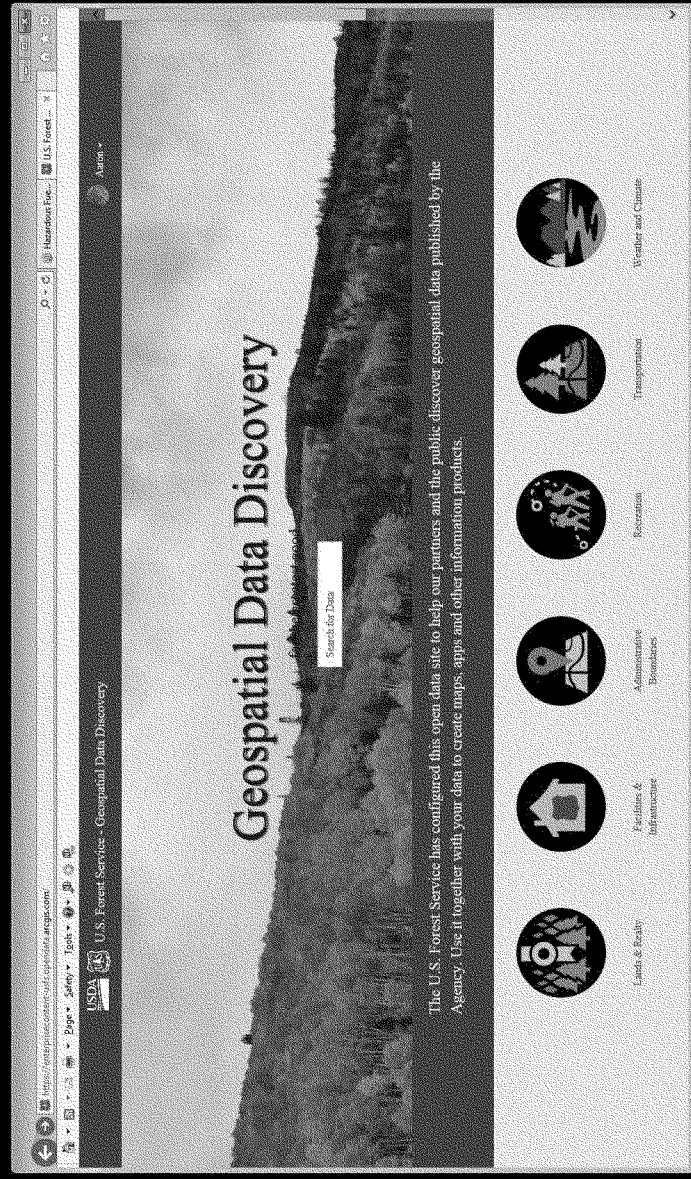 https://enterprisecontent-usfs.opendata.arcgis.com/
Hazardous Fue...
U.S. Forest ...
Page Safety Tools
USDA U.S. Forest Service - Geospatial Data Discovery
Aaron
Geospatial Data Discovery
Search for Data
The U.S. Forest Service has configured this open data site to help our partners and the public discover geospatial data published by the
Agency. Use it together with your data to create maps, apps and other information products.
Lands & Realty
Facilities &
Infrastructure
Administrative
Boundaries
Recreation
Transportation
Weather and Climate